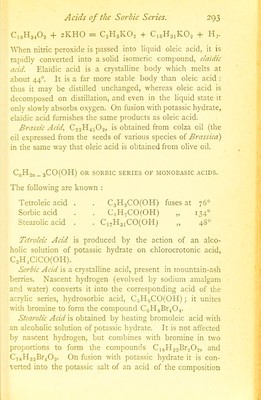 Acids of the Sorbic Series. 293
C₁₈H₃₄O₂ + 2KHO = C₂H₃KO₂ + C₁₆H₃₁KO₂ + H₂.
When nitric peroxide is passed into liquid oleic acid, it is
rapidly converted into a solid isomeric compound, elaidic
acid. Elaidic acid is a crystalline body which melts at
about 44°. It is a far more stable body than oleic acid:
thus it may be distilled unchanged, whereas oleic acid is
decomposed on distillation, and even in the liquid state it
only slowly absorbs oxygen. On fusion with potassic hydrate,
elaidic acid furnishes the same products as oleic acid.
Brassic Acid, C₂₂H₄₂O₂, is obtained from colza oil (the
oil expressed from the seeds of various species of Brassica)
in the same way that oleic acid is obtained from olive oil.
CₙH₂ₙ₋₃CO(OH) OR SORBIC SERIES OF MONOBASIC ACIDS.
The following are known:
Tetroleic acid . . C₃H₃CO(OH) fuses at 76°
Sorbic acid . . C₅H₇CO(OH) „ 134°
Stearolic acid . . C₁₇H₃₁CO(OH) „ 48°
Tetroleic Acid is produced by the action of an alco-
holic solution of potassic hydrate on chlorocrotonic acid,
C₃H₄ClCO(OH).
Sorbic Acid is a crystalline acid, present in mountain-ash
berries. Nascent hydrogen (evolved by sodium amalgam
and water) converts it into the corresponding acid of the
acrylic series, hydrosorbic acid, C₅H₉CO(OH); it unites
with bromine to form the compound C₆H₈Br₄O₂.
Stearolic Acid is obtained by heating bromoleic acid with
an alcoholic solution of potassic hydrate. It is not affected
by nascent hydrogen, but combines with bromine in two
proportions to form the compounds C₁₈H₃₂Br₂O₂, and
C₁₈H₃₂Br₄O₂. On fusion with potassic hydrate it is con-
verted into the potassic salt of an acid of the composition